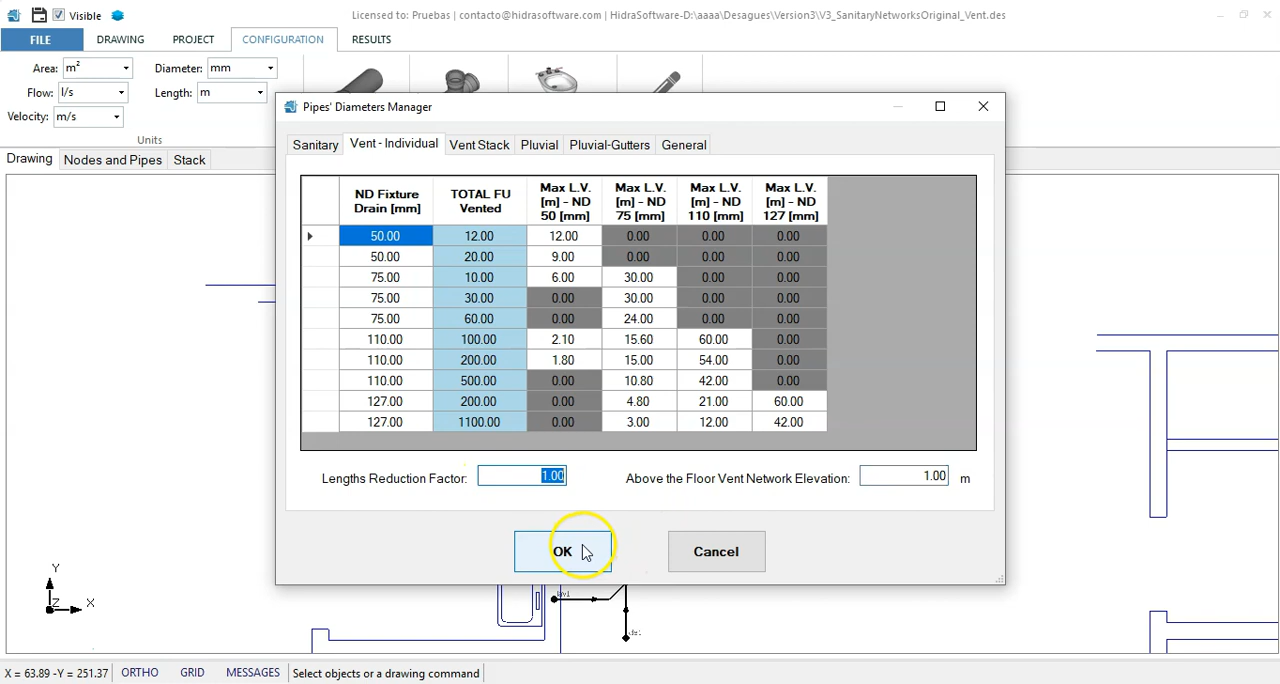 Visible
Licensed to: Pruebas | contacto@hidrasoftware.com | HidraSoftware-D:\aaaa\Desagues\Version3\V3_SanitaryNetworksOriginal_Vent.des
FILE DRAWING PROJECT CONFIGURATION RESULTS
Area: m² Diameter: mm
Flow: l/s Length: m
Velocity: m/s
Units
Drawing Nodes and Pipes Stack
Pipes' Diameters Manager
Sanitary Vent - Individual Vent Stack Pluvial Pluvial-Gutters General
ND Fixture Drain [mm] TOTAL FU Vented Max L.V. [m] - ND 50 [mm] Max L.V. [m] - ND 75 [mm] Max L.V. [m] - ND 110 [mm] Max L.V. [m] - ND 127 [mm]
50.00 12.00 12.00 0.00 0.00 0.00
50.00 20.00 9.00 0.00 0.00 0.00
75.00 10.00 6.00 30.00 0.00 0.00
75.00 30.00 0.00 30.00 0.00 0.00
75.00 60.00 0.00 24.00 0.00 0.00
110.00 100.00 2.10 15.60 60.00 0.00
110.00 200.00 1.80 15.00 54.00 0.00
110.00 500.00 0.00 10.80 42.00 0.00
127.00 200.00 0.00 4.80 21.00 60.00
127.00 1100.00 0.00 3.00 12.00 42.00
Lengths Reduction Factor: 1.00 Above the Floor Vent Network Elevation: 1.00 m
OK Cancel
Y
Z X
X = 63.89 -Y = 251.37 ORTHO GRID MESSAGES Select objects or a drawing command